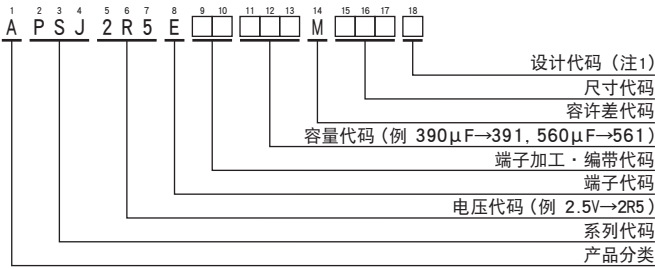 1 2 3 4 5 6 7 8 9 10 11 12 13 14 15 16 17 18
A P S J 2 R 5 E □ □ □ □ □ M □ □ □ □
设计代码（注1）
尺寸代码
容许差代码
容量代码（例 390μF→391, 560μF→561）
端子加工・编带代码
端子代码
电压代码（例 2.5V→2R5）
系列代码
产品分类